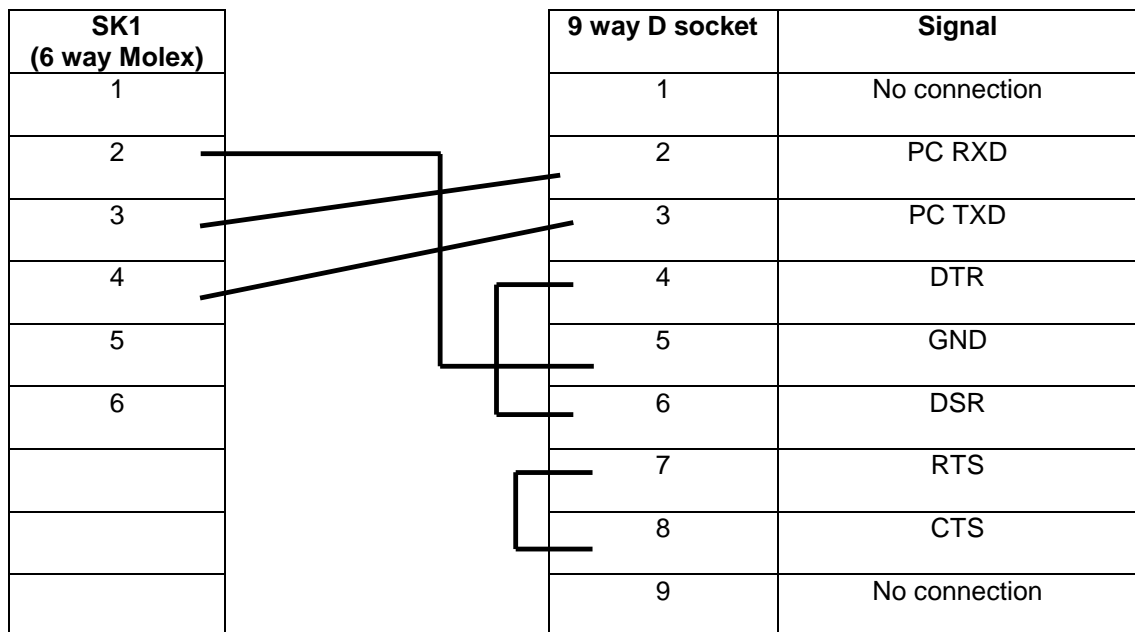 SK1
(6 way Molex)
9 way D socket
Signal
1
1
No connection
2
2
PC RXD
3
3
PC TXD
4
4
DTR
5
5
GND
6
6
DSR
7
RTS
8
CTS
9
No connection